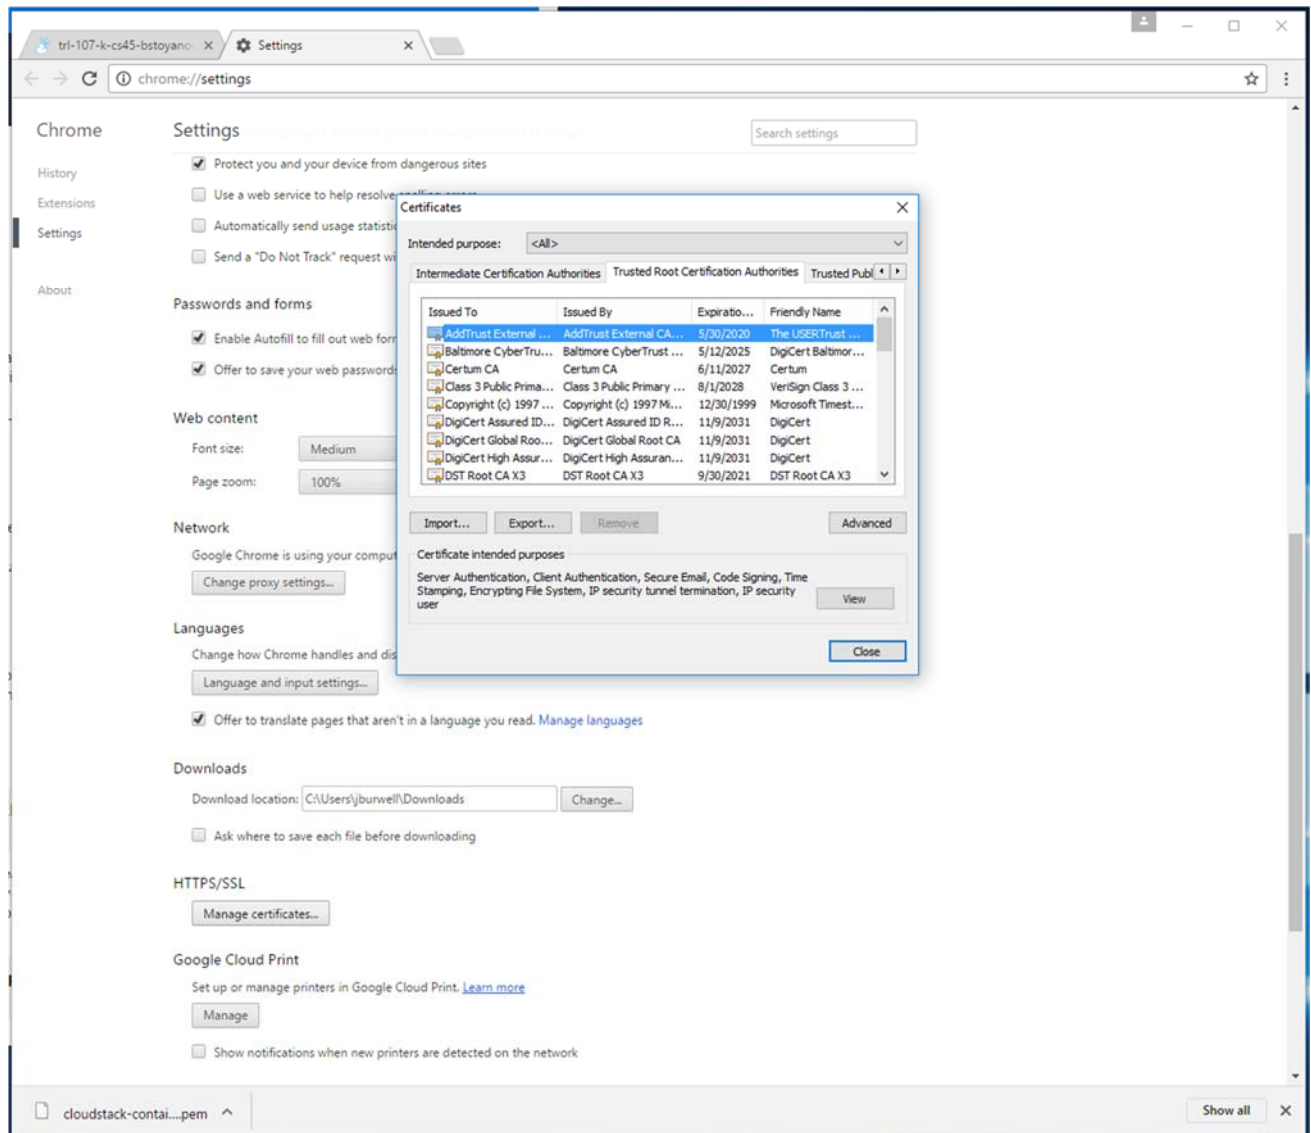 trl-107-k-cs45-bstoyano
Settings
chrome://settings
Chrome
History
Extensions
Settings
About
Settings
Search settings
Protect you and your device from dangerous sites
Use a web service to help resolve spelling errors
Automatically send usage statistic
Send a "Do Not Track" request wi
Passwords and forms
Enable Autofill to fill out web forr
Offer to save your web passwords
Web content
Font size:
Medium
Page zoom:
100%
Network
Google Chrome is using your comput
Change proxy settings...
Languages
Change how Chrome handles and dis
Language and input settings...
Offer to translate pages that aren't in a language you read. Manage languages
Downloads
Download location: C:\Users\jburwell\Downloads
Change...
Ask where to save each file before downloading
HTTPS/SSL
Manage certificates...
Google Cloud Print
Set up or manage printers in Google Cloud Print. Learn more
Manage
Show notifications when new printers are detected on the network
Certificates
Intended purpose:
<All>
Intermediate Certification Authorities
Trusted Root Certification Authorities
Trusted Publ
Issued To Issued By Expiratio... Friendly Name
AddTrust External ... AddTrust External CA... 5/30/2020 The USERTrust ...
Baltimore CyberTru... Baltimore CyberTrust ... 5/12/2025 DigiCert Baltimor...
Certum CA Certum CA 6/11/2027 Certum
Class 3 Public Prima... Class 3 Public Primary ... 8/1/2028 VeriSign Class 3 ...
Copyright (c) 1997 ... Copyright (c) 1997 Mi... 12/30/1999 Microsoft Timest...
DigiCert Assured ID... DigiCert Assured ID R... 11/9/2031 DigiCert
DigiCert Global Roo... DigiCert Global Root CA 11/9/2031 DigiCert
DigiCert High Assur... DigiCert High Assuran... 11/9/2031 DigiCert
DST Root CA X3 DST Root CA X3 9/30/2021 DST Root CA X3
Import...
Export...
Remove
Advanced
Certificate intended purposes
Server Authentication, Client Authentication, Secure Email, Code Signing, Time
Stamping, Encrypting File System, IP security tunnel termination, IP security
user
View
Close
cloudstack-contai....pem
Show all